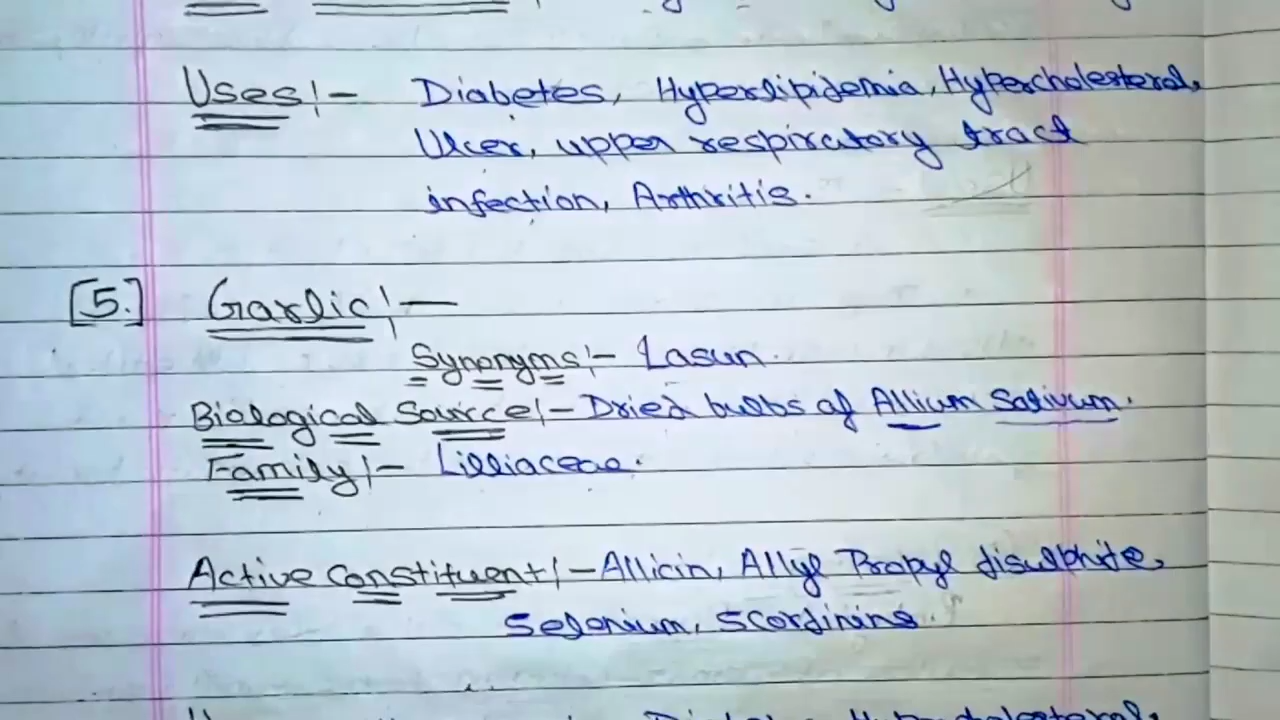 Uses:- Diabetes, Hyperlipidemia, Hypercholesterol,
Ulcer, upper respiratory tract
infection, Arthritis.
[5.] Garlic:-
Synonyms:- Lasun.
Biological Source:- Dried bulbs of Allium Sativum.
Family:- Lilliaceae.
Active Constituent:- Allicin, Allyl Propyl disulphite,
Selenium, Scordinine.